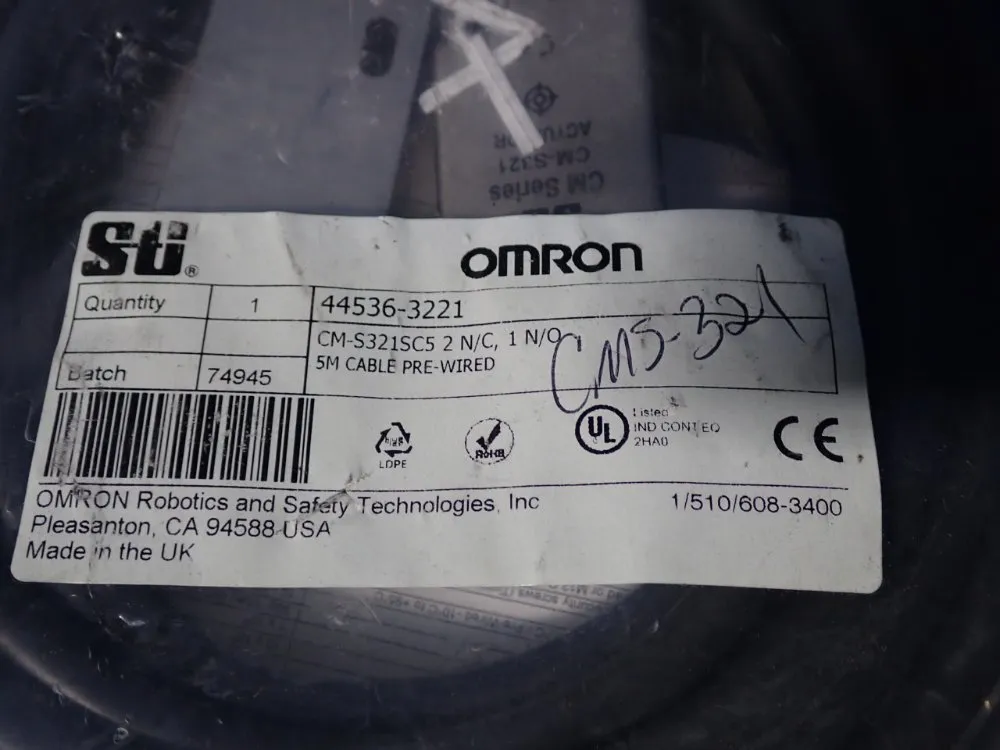 ACTUATOR
CM-S321
CM Series
Sti®
OMRON
Quantity 1 44536-3221
CM-S321SC5 2 N/C, 1 N/O
5M CABLE PRE-WIRED
Batch 74945
CMS-321
LDPE
RoHS
UL
Listed
IND CONT EQ
2HA0
CE
OMRON Robotics and Safety Technologies, Inc 1/510/608-3400
Pleasanton, CA 94588 USA
Made in the UK